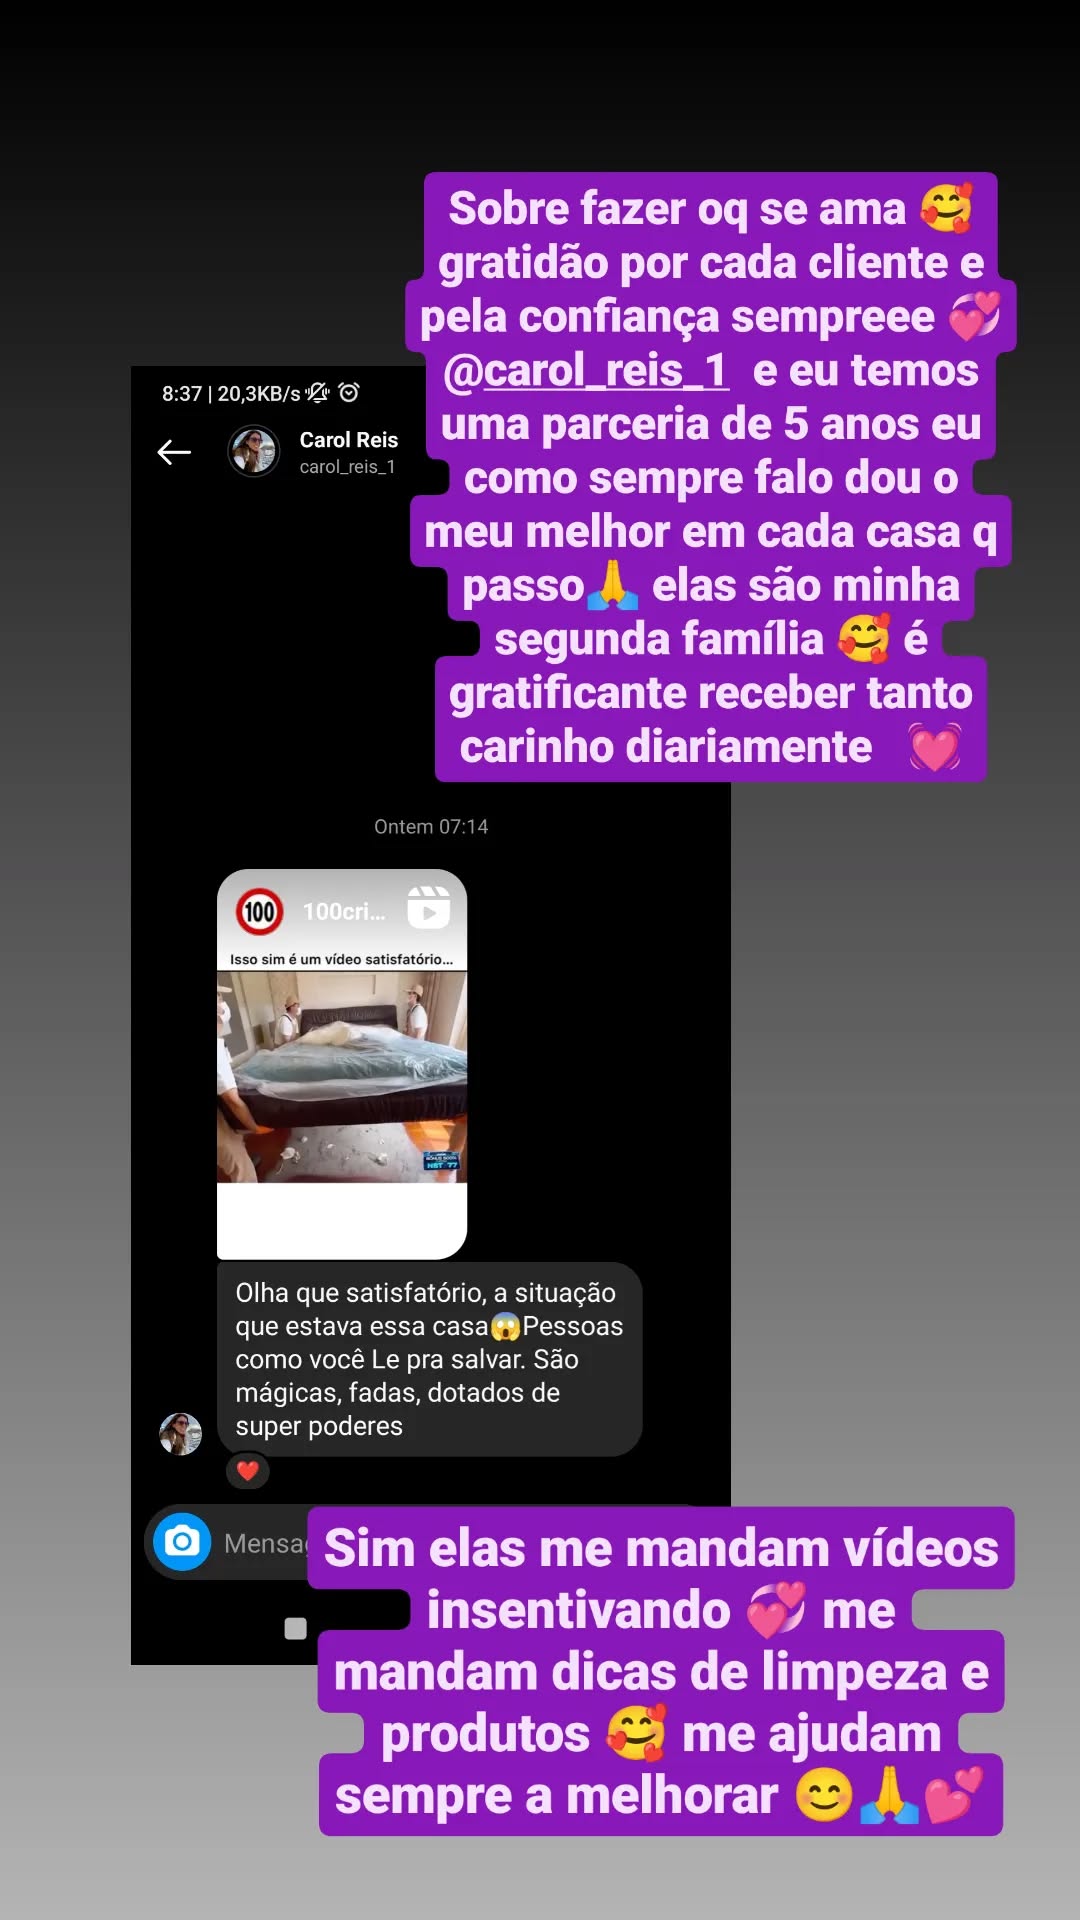 Sobre fazer oq se ama 🥰
gratidão por cada cliente e
pela confiança sempreee 💞
@carol_reis_1 e eu temos
uma parceria de 5 anos eu
como sempre falo dou o
meu melhor em cada casa q
passo🙏 elas são minha
segunda família 🥰 é
gratificante receber tanto
carinho diariamente 💓
8:37 | 20,3KB/s
Carol Reis
carol_reis_1
Ontem 07:14
100 100cri...
Isso sim é um vídeo satisfatório...
Olha que satisfatório, a situação
que estava essa casa😱Pessoas
como você Le pra salvar. São
mágicas, fadas, dotados de
super poderes
❤️
Sim elas me mandam vídeos
insentivando 💞 me
mandam dicas de limpeza e
produtos 🥰 me ajudam
sempre a melhorar 😊🙏💕